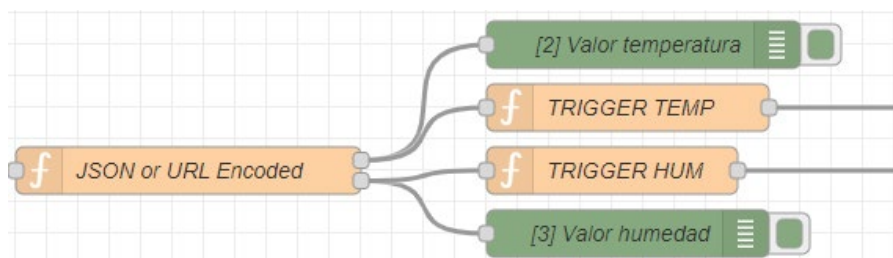 [2] Valor temperatura
TRIGGER TEMP
JSON or URL Encoded
TRIGGER HUM
[3] Valor humedad